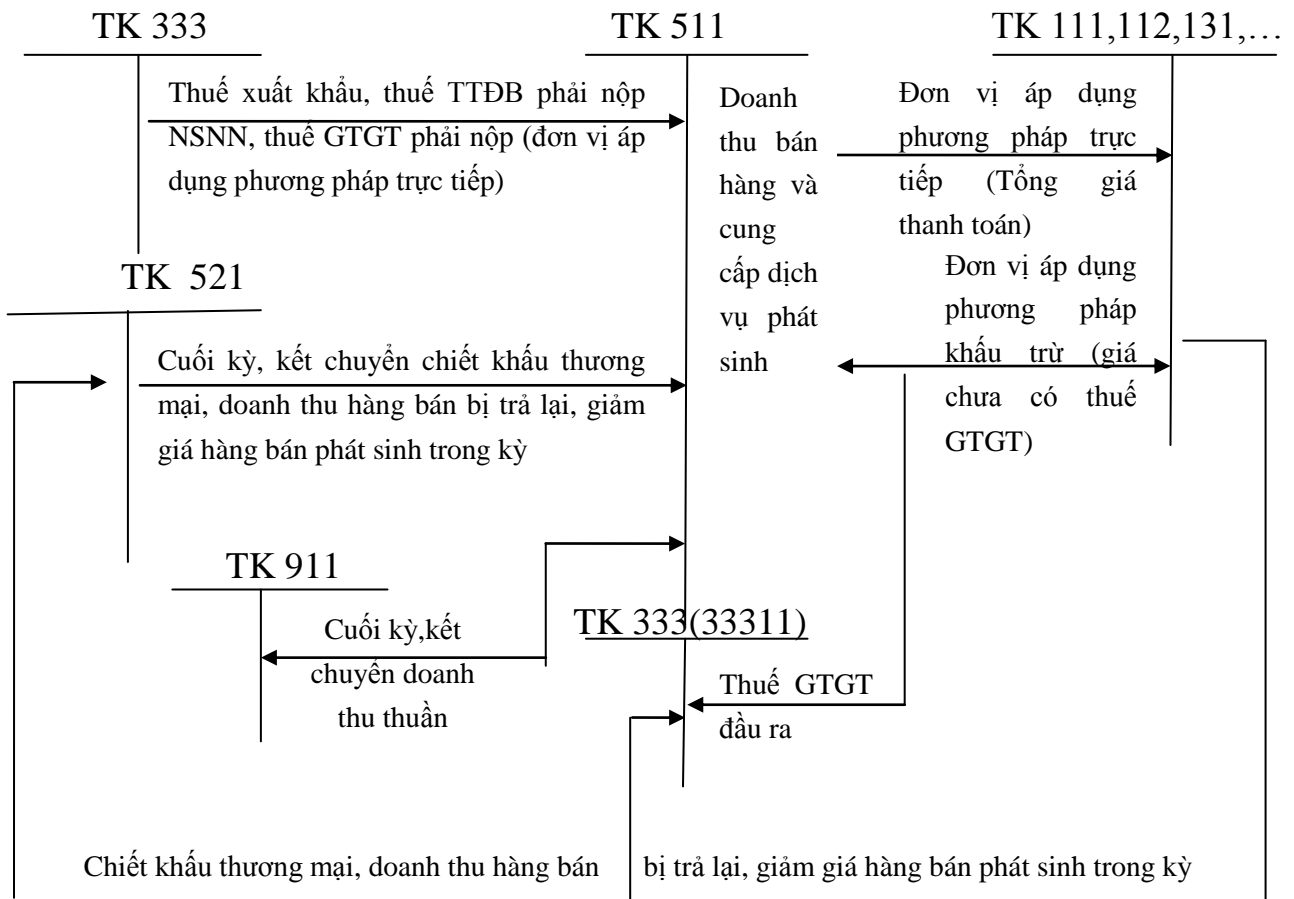 TK 333
TK 511
TK 111,112,131,…
Thuế xuất khẩu, thuế TTĐB phải nộp
NSNN, thuế GTGT phải nộp (đơn vị áp
dụng phương pháp trực tiếp)
Doanh
thu bán
hàng và
cung
cấp dịch
vụ phát
sinh
Đơn vị áp dụng
phương pháp trực
tiếp (Tổng giá
thanh toán)
Đơn vị áp dụng
phương pháp
khấu trừ (giá
chưa có thuế
GTGT)
TK 521
Cuối kỳ, kết chuyển chiết khấu thương
mại, doanh thu hàng bán bị trả lại, giảm
giá hàng bán phát sinh trong kỳ
TK 911
Cuối kỳ,kết
chuyển doanh
thu thuần
TK 333(33311)
Thuế GTGT
đầu ra
Chiết khấu thương mại, doanh thu hàng bán bị trả lại, giảm giá hàng bán phát sinh trong kỳ